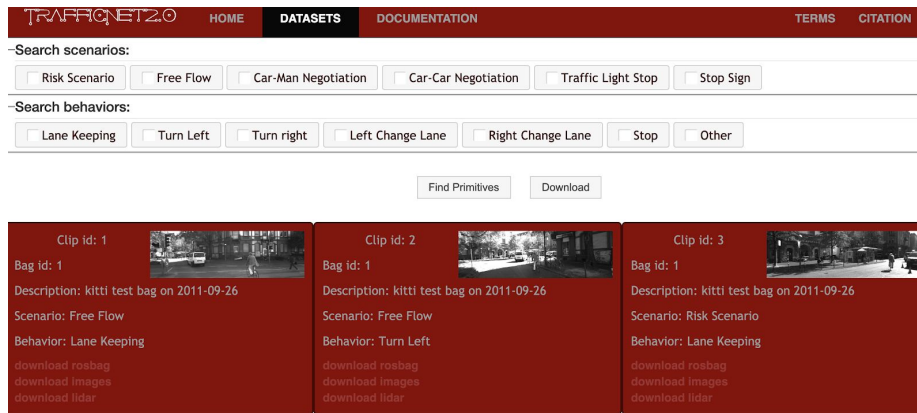 TRAFFICNET2.0 HOME DATASETS DOCUMENTATION TERMS CITATION
Search scenarios:
Risk Scenario Free Flow Car-Man Negotiation Car-Car Negotiation Traffic Light Stop Stop Sign
Search behaviors:
Lane Keeping Turn Left Turn right Left Change Lane Right Change Lane Stop Other
Find Primitives Download
Clip id: 1
Bag id: 1
Description: kitti test bag on 2011-09-26
Scenario: Free Flow
Behavior: Lane Keeping
download rosbag
download images
download lidar
Clip id: 2
Bag id: 1
Description: kitti test bag on 2011-09-26
Scenario: Free Flow
Behavior: Turn Left
download rosbag
download images
download lidar
Clip id: 3
Bag id: 1
Description: kitti test bag on 2011-09-26
Scenario: Risk Scenario
Behavior: Lane Keeping
download rosbag
download images
download lidar